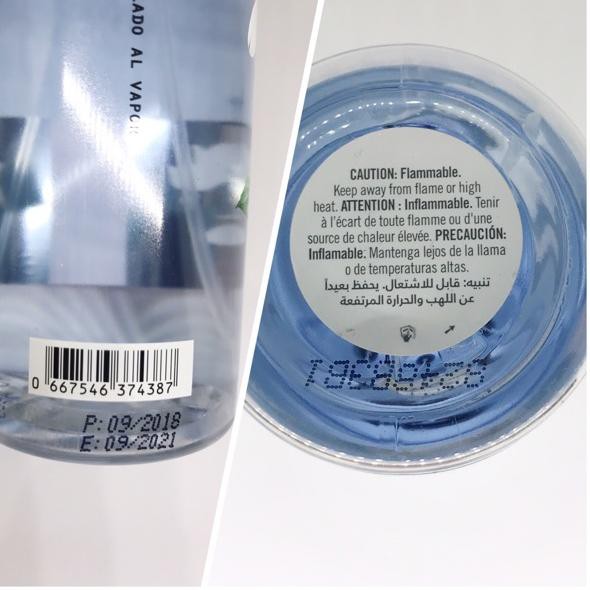 AL VAPOR
0 667546 374387
P: 09/2018
E: 09/2021
CAUTION: Flammable.
Keep away from flame or high
heat. ATTENTION : Inflammable. Tenir
à l'écart de toute flamme ou d'une
source de chaleur élevée. PRECAUCIÓN:
Inflamable. Mantenga lejos de la llama
o de temperaturas altas.
تنبيه: قابل للاشتعال. يحفظ بعيداً
عن اللهب والحرارة المرتفعة